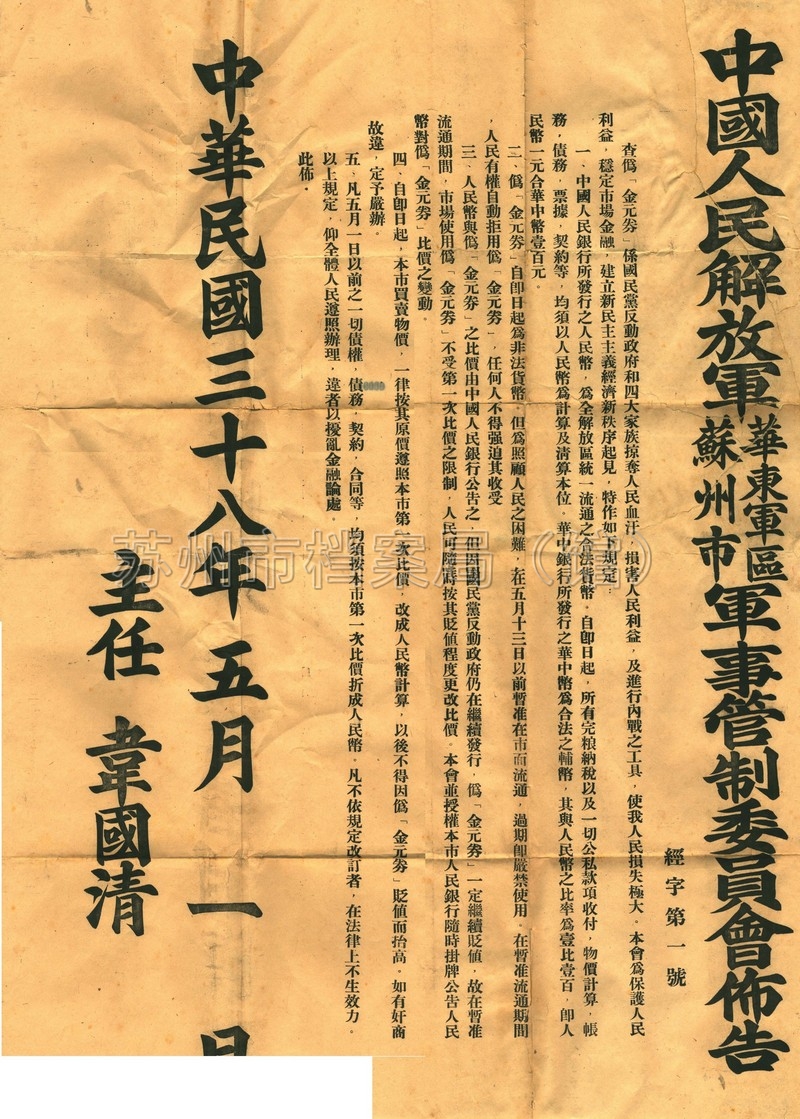 中國人民解放軍華東軍區蘇州市軍事管制委員會佈告
經字第一號
查偽「金元券」係國民黨反動政府和四大家族掠奪人民血汗，損害人民利益，及進行內戰之工具，使我人民損失極大。本會為保護人民
利益，穩定市場金融，建立新民主主義經濟新秩序起見，特作如下規定：
一、中國人民銀行所發行之人民幣，為全解放區統一流通之合法貨幣。自卽日起，所有完粮納稅以及一切公私款項收付，物價計算，帳
務，債務，票據，契約等，均須以人民幣為計算及清算本位。華中銀行所發行之華中幣為合法之輔幣，其與人民幣之比率為壹比壹百，卽人
民幣一元合華中幣壹百元。
二、偽「金元券」自卽日起為非法貨幣。但為照顧人民之困難，在五月十三日以前暫准在市面流通，過期卽嚴禁使用。在暫准流通期間
，人民有權自動拒用偽「金元券」，任何人不得强迫其收受
三、人民幣與偽「金元券」之比價由中國人民銀行公告之，但因國民黨反動政府仍在繼續發行，偽「金元券」一定繼續貶値，故在暫准
流通期間，市場使用偽「金元券」不受第一次比價之限制，人民可隨時按其貶値程度更改比價。本會並授權本市人民銀行隨時掛牌公告人民
幣對偽「金元券」比價之變動。
四、自卽日起，本市買賣物價，一律按其原價遵照本市第一次比價，改成人民幣計算，以後不得因偽「金元券」貶値而抬高。如有奸商
故違，定予嚴辦。
五、凡五月一日以前之一切債權，債務，契約，合同等，均須按本市第一次比價折成人民幣。凡不依規定改訂者，在法律上不生效力。
以上規定，仰全體人民遵照辦理，違者以擾亂金融論處。
此佈。
主任 韋國清
中華民國三十八年五月一日
苏州市档案局（馆）